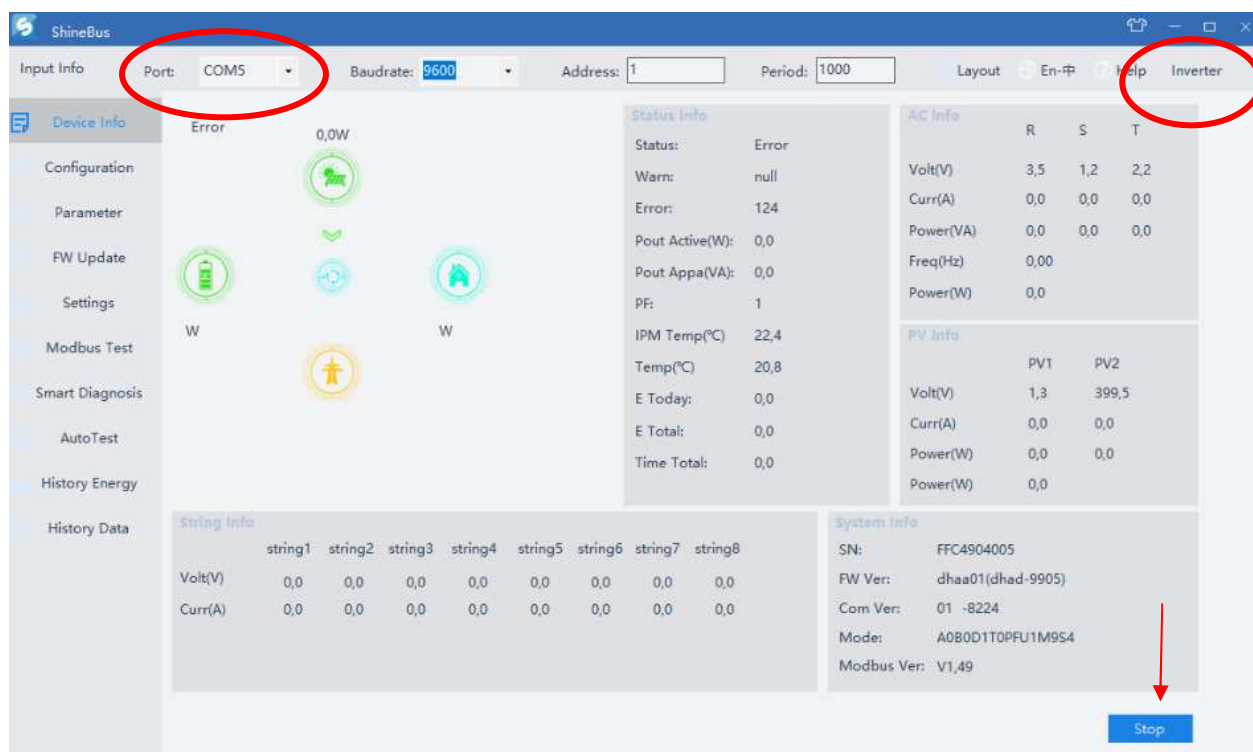 ShineBus
Input Info Port: COM5 Baudrate: 9600 Address: 1 Period: 1000 Layout En-中 Help Inverter
Device Info
Configuration
Parameter
FW Update
Settings
Modbus Test
Smart Diagnosis
AutoTest
History Energy
History Data
Error
0,0W
W W
Status Info
Status: Error
Warn: null
Error: 124
Pout Active(W): 0,0
Pout Appa(VA): 0,0
PF: 1
IPM Temp(℃) 22,4
Temp(℃) 20,8
E Today: 0,0
E Total: 0,0
Time Total: 0,0
AC Info
R S T
Volt(V) 3,5 1,2 2,2
Curr(A) 0,0 0,0 0,0
Power(VA) 0,0 0,0 0,0
Freq(Hz) 0,00
Power(W) 0,0
PV Info
PV1 PV2
Volt(V) 1,3 399,5
Curr(A) 0,0 0,0
Power(W) 0,0 0,0
Power(W) 0,0
String Info
string1 string2 string3 string4 string5 string6 string7 string8
Volt(V) 0,0 0,0 0,0 0,0 0,0 0,0 0,0 0,0
Curr(A) 0,0 0,0 0,0 0,0 0,0 0,0 0,0 0,0
System Info
SN: FFC4904005
FW Ver: dhaa01(dhad-9905)
Com Ver: 01 -8224
Mode: A0B0D1T0PFU1M9S4
Modbus Ver: V1,49
Stop